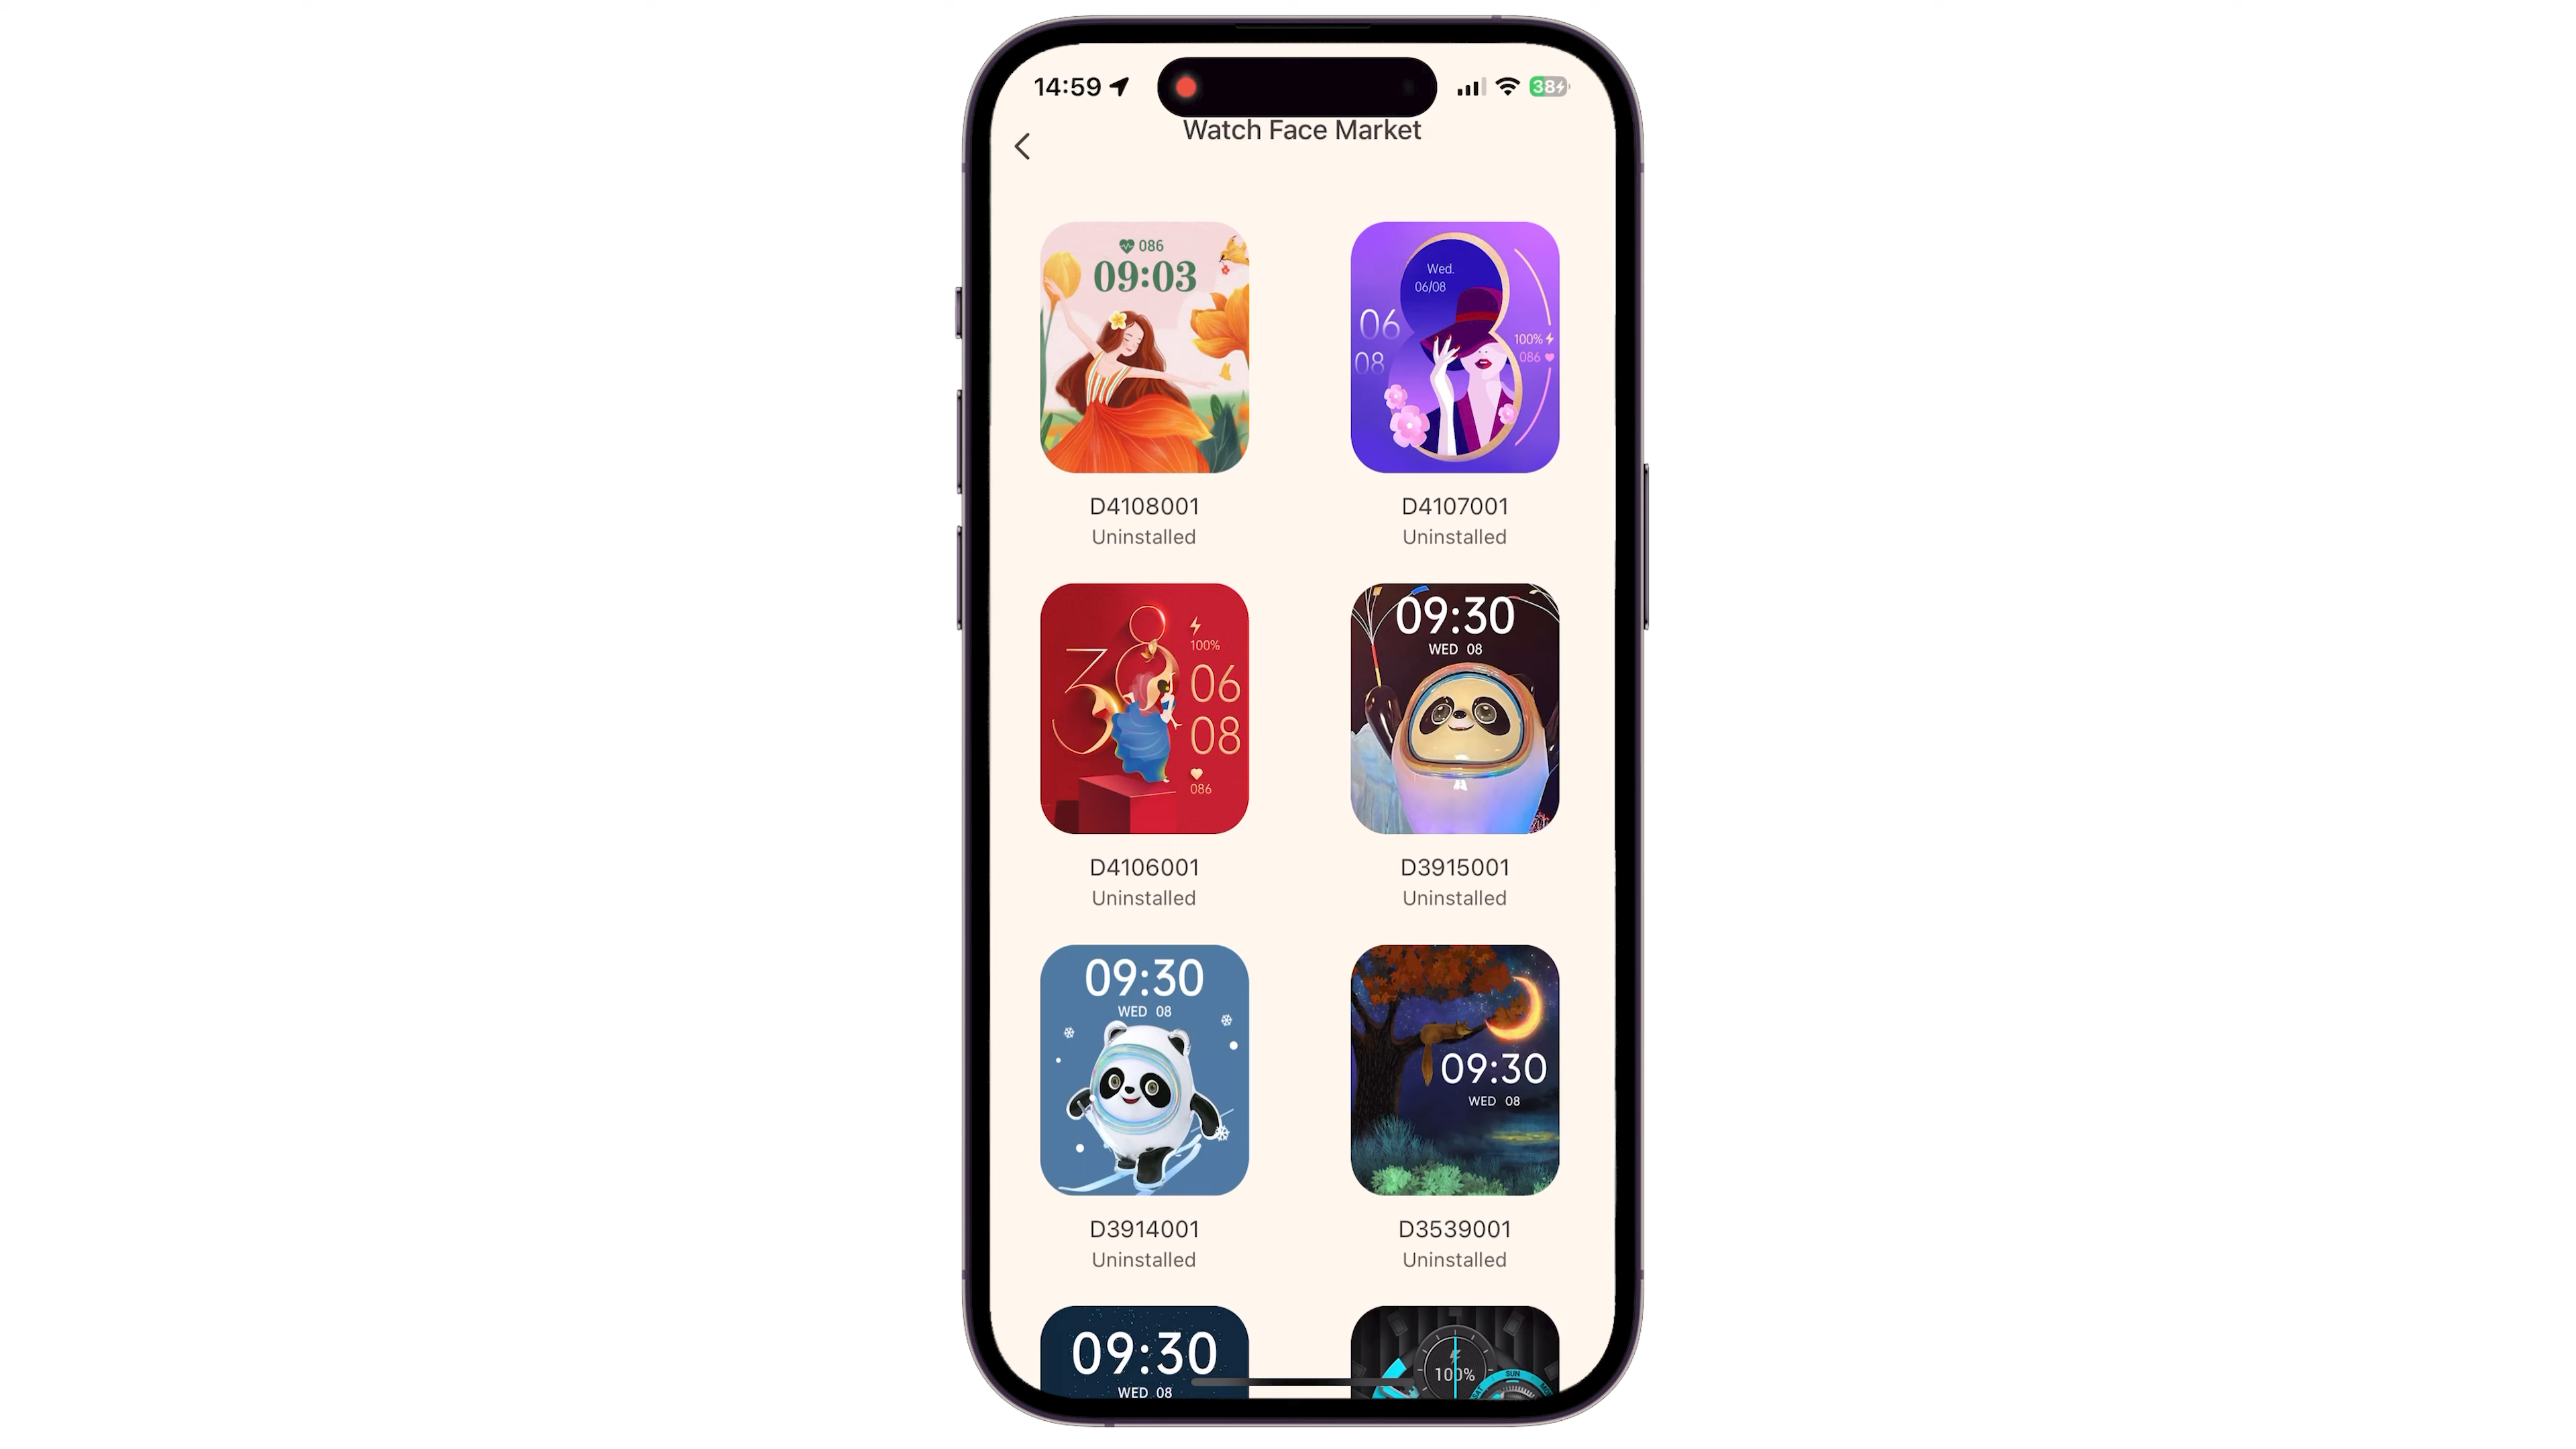 14:59
38
Watch Face Market
086
09:03
Wed.
06/08
06
08
100%
086
D4108001
D4107001
Uninstalled
Uninstalled
38
100%
06
08
086
09:30
WED 08
D4106001
D3915001
Uninstalled
Uninstalled
09:30
WED 08
09:30
WED 08
D3914001
D3539001
Uninstalled
Uninstalled
09:30
WED 08
100%
SUN